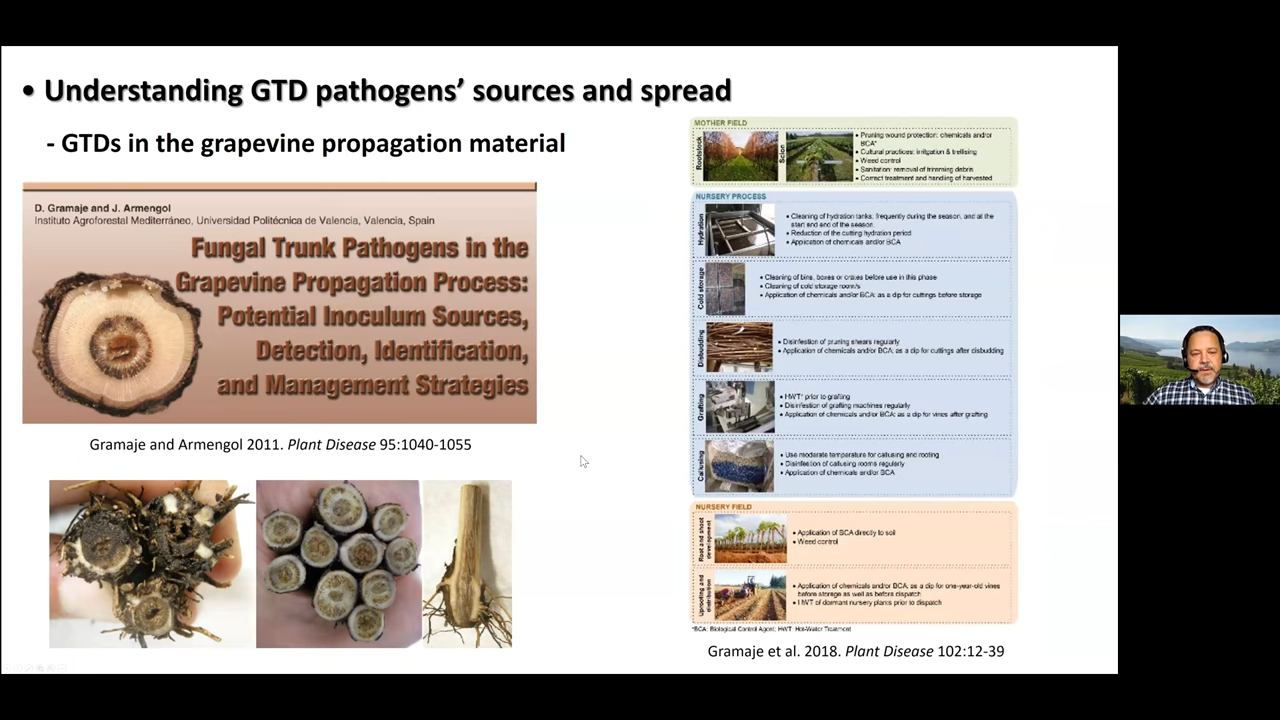 • Understanding GTD pathogens’ sources and spread
- GTDs in the grapevine propagation material
D. Gramaje and J. Armengol
Instituto Agroforestal Mediterráneo, Universidad Politécnica de Valencia, Valencia, Spain
Fungal Trunk Pathogens in the
Grapevine Propagation Process:
Potential Inoculum Sources,
Detection, Identification,
and Management Strategies
Gramaje and Armengol 2011. Plant Disease 95:1040-1055
MOTHER FIELD
Rootstock
Scion
• Pruning wound protection: chemicals and/or
BCA*
• Cultural practices: irritgation & trellising
• Weed control
• Sanitation: removal of trimming debris
• Correct treatment and handling of harvested
NURSERY PROCESS
Hydration
• Cleaning of hydration tanks: frequently during the season, and at the
start and end of the season.
• Reduction of the cutting hydration period
• Application of chemicals and/or BCA
Cold storage
• Cleaning of bins, boxes or crates before use in this phase
• Cleaning of cold storage room/s
• Application of chemicals and/or BCA: as a dip for cuttings before storage
Disbudding
• Disinfestion of pruning shears regularly
• Application of chemicals and/or BCA: as a dip for cuttings after disbudding
Grafting
• HWT* prior to grafting
• Disinfestion of grafting machines regularly
• Application of chemicals and/or BCA: as a dip for vines after grafting
Callusing
• Use moderate temperature for callusing and rooting
• Disinfestion of callusing rooms regularly
• Application of chemicals and/or BCA
NURSERY FIELD
Root and shoot
development
• Application of BCA directly to soil
• Weed control
Uprooting and
distribution
• Application of chemicals and/or BCA: as a dip for one-year-old vines
before storage as well as before dispatch
• HWT of dormant nursery plants prior to dispatch
*BCA: Biological Control Agent; HWT: Hot-Water Treatment
Gramaje et al. 2018. Plant Disease 102:12-39